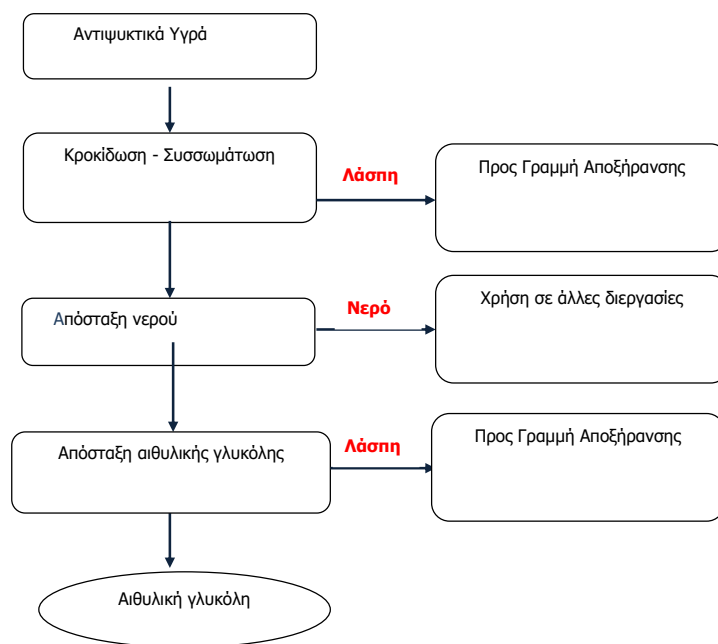 Αντιψυκτικά Υγρά
Κροκίδωση - Συσσωμάτωση
Λάσπη
Προς Γραμμή Αποξήρανσης
Απόσταξη νερού
Νερό
Χρήση σε άλλες διεργασίες
Απόσταξη αιθυλικής γλυκόλης
Λάσπη
Προς Γραμμή Αποξήρανσης
Αιθυλική γλυκόλη